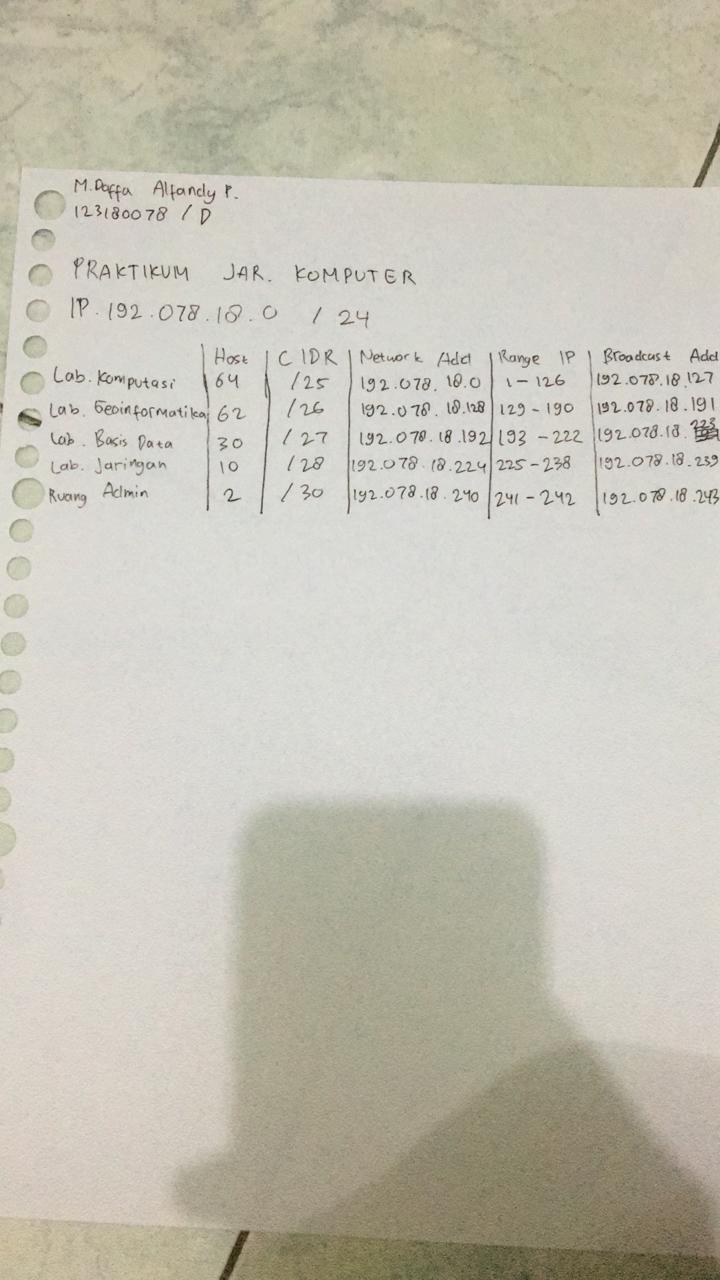 M.Daffa Alfandy P.
123180078 / D
PRAKTIKUM JAR. KOMPUTER
IP. 192.078.18.0 / 24
Host | CIDR | Network Add | Range IP | Broadcast Add
Lab. Komputasi | 64 | /25 | 192.078.18.0 | 1-126 | 192.078.18.127
Lab. Geoinformatika | 62 | /26 | 192.078.18.128 | 129-190 | 192.078.18.191
Lab. Basis Data | 30 | /27 | 192.078.18.192 | 193-222 | 192.078.18.223
Lab. Jaringan | 10 | /28 | 192.078.18.224 | 225-238 | 192.078.18.239
Ruang Admin | 2 | /30 | 192.078.18.240 | 241-242 | 192.078.18.243